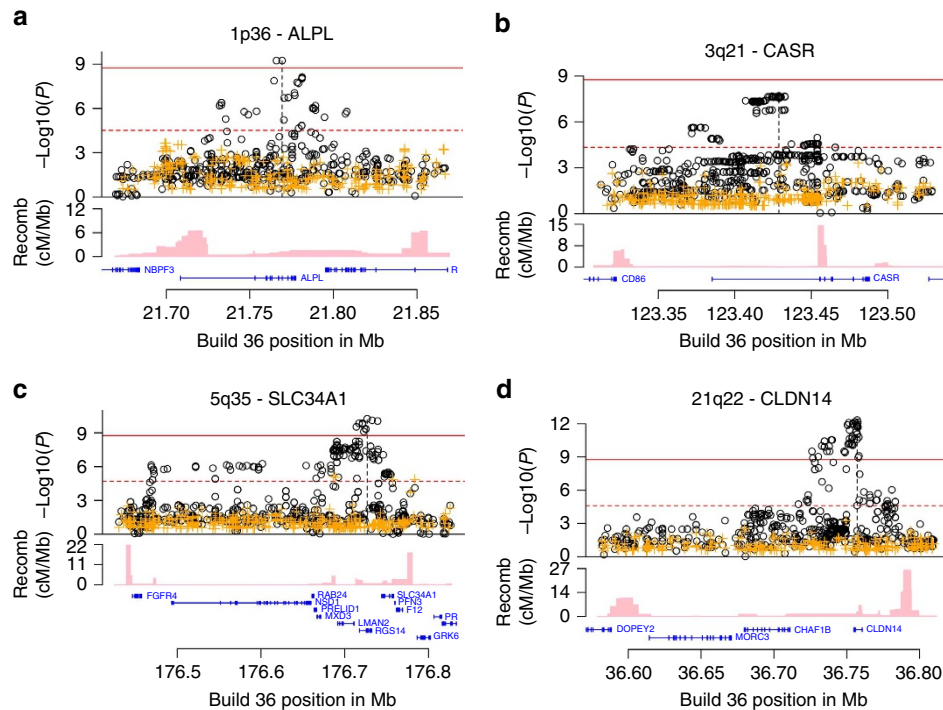 a
1p36 - ALPL
9
6
3
0
−Log10(P)
12
6
0
Recomb
(cM/Mb)
NBPF3
ALPL
R
21.70
21.75
21.80
21.85
Build 36 position in Mb
b
3q21 - CASR
9
6
3
0
−Log10(P)
15
8
0
Recomb
(cM/Mb)
CD86
CASR
123.35
123.40
123.45
123.50
Build 36 position in Mb
c
5q35 - SLC34A1
9
6
3
0
−Log10(P)
22
11
0
Recomb
(cM/Mb)
FGFR4
RAB24
SLC34A1
NSD1
PFN3
PRELID1
F12
MXD3
PR
LMAN2
RGS14
GRK6
176.5
176.6
176.7
176.8
Build 36 position in Mb
d
21q22 - CLDN14
12
9
6
3
0
−Log10(P)
27
14
0
Recomb
(cM/Mb)
DOPEY2
CHAF1B
CLDN14
MORC3
36.60
36.65
36.70
36.75
36.80
Build 36 position in Mb